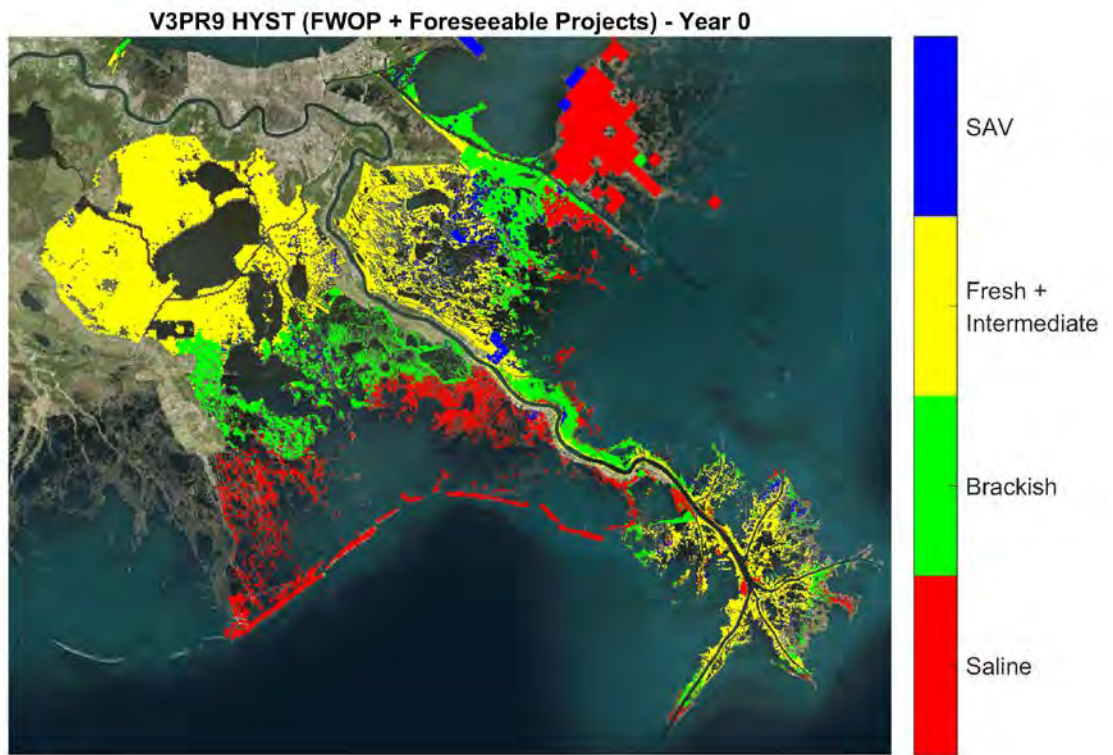 V3PR9 HYST (FWOP + Foreseeable Projects) - Year 0
SAV
Fresh +
Intermediate
Brackish
Saline